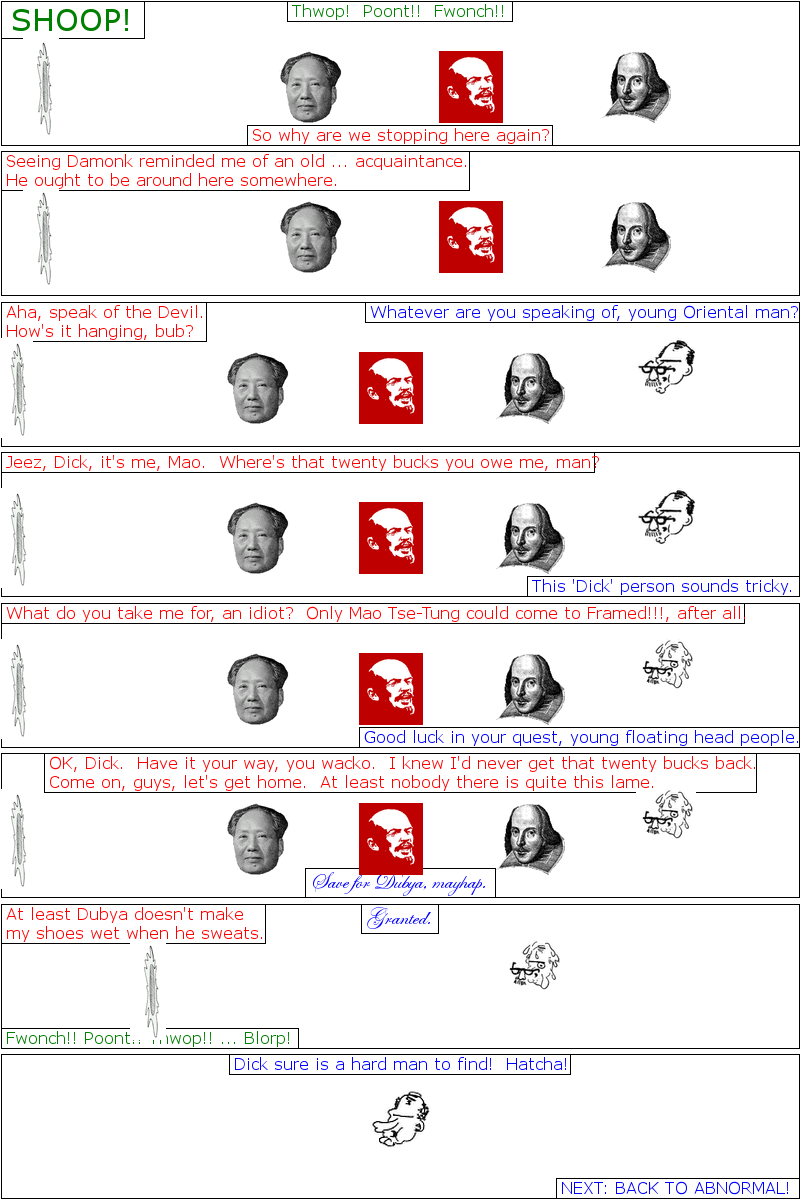 SHOOP!
Thwop!  Poont!!  Fwonch!!
So why are we stopping here again?
Seeing Damonk reminded me of an old ... acquaintance.
He ought to be around here somewhere.
Aha, speak of the Devil.
How's it hanging, bub?
Whatever are you speaking of, young Oriental man?
Jeez, Dick, it's me, Mao.  Where's that twenty bucks you owe me, man?
This 'Dick' person sounds tricky.
What do you take me for, an idiot?  Only Mao Tse-Tung could come to Framed!!!, after all
Good luck in your quest, young floating head people.
OK, Dick.  Have it your way, you wacko.  I knew I'd never get that twenty bucks back.
Come on, guys, let's get home.  At least nobody there is quite this lame.
Save for Dubya, mayhap.
At least Dubya doesn't make
my shoes wet when he sweats.
Granted.
Fwonch!! Poont!! Thwop!! ... Blorp!
Dick sure is a hard man to find!  Hatcha!
NEXT: BACK TO ABNORMAL!